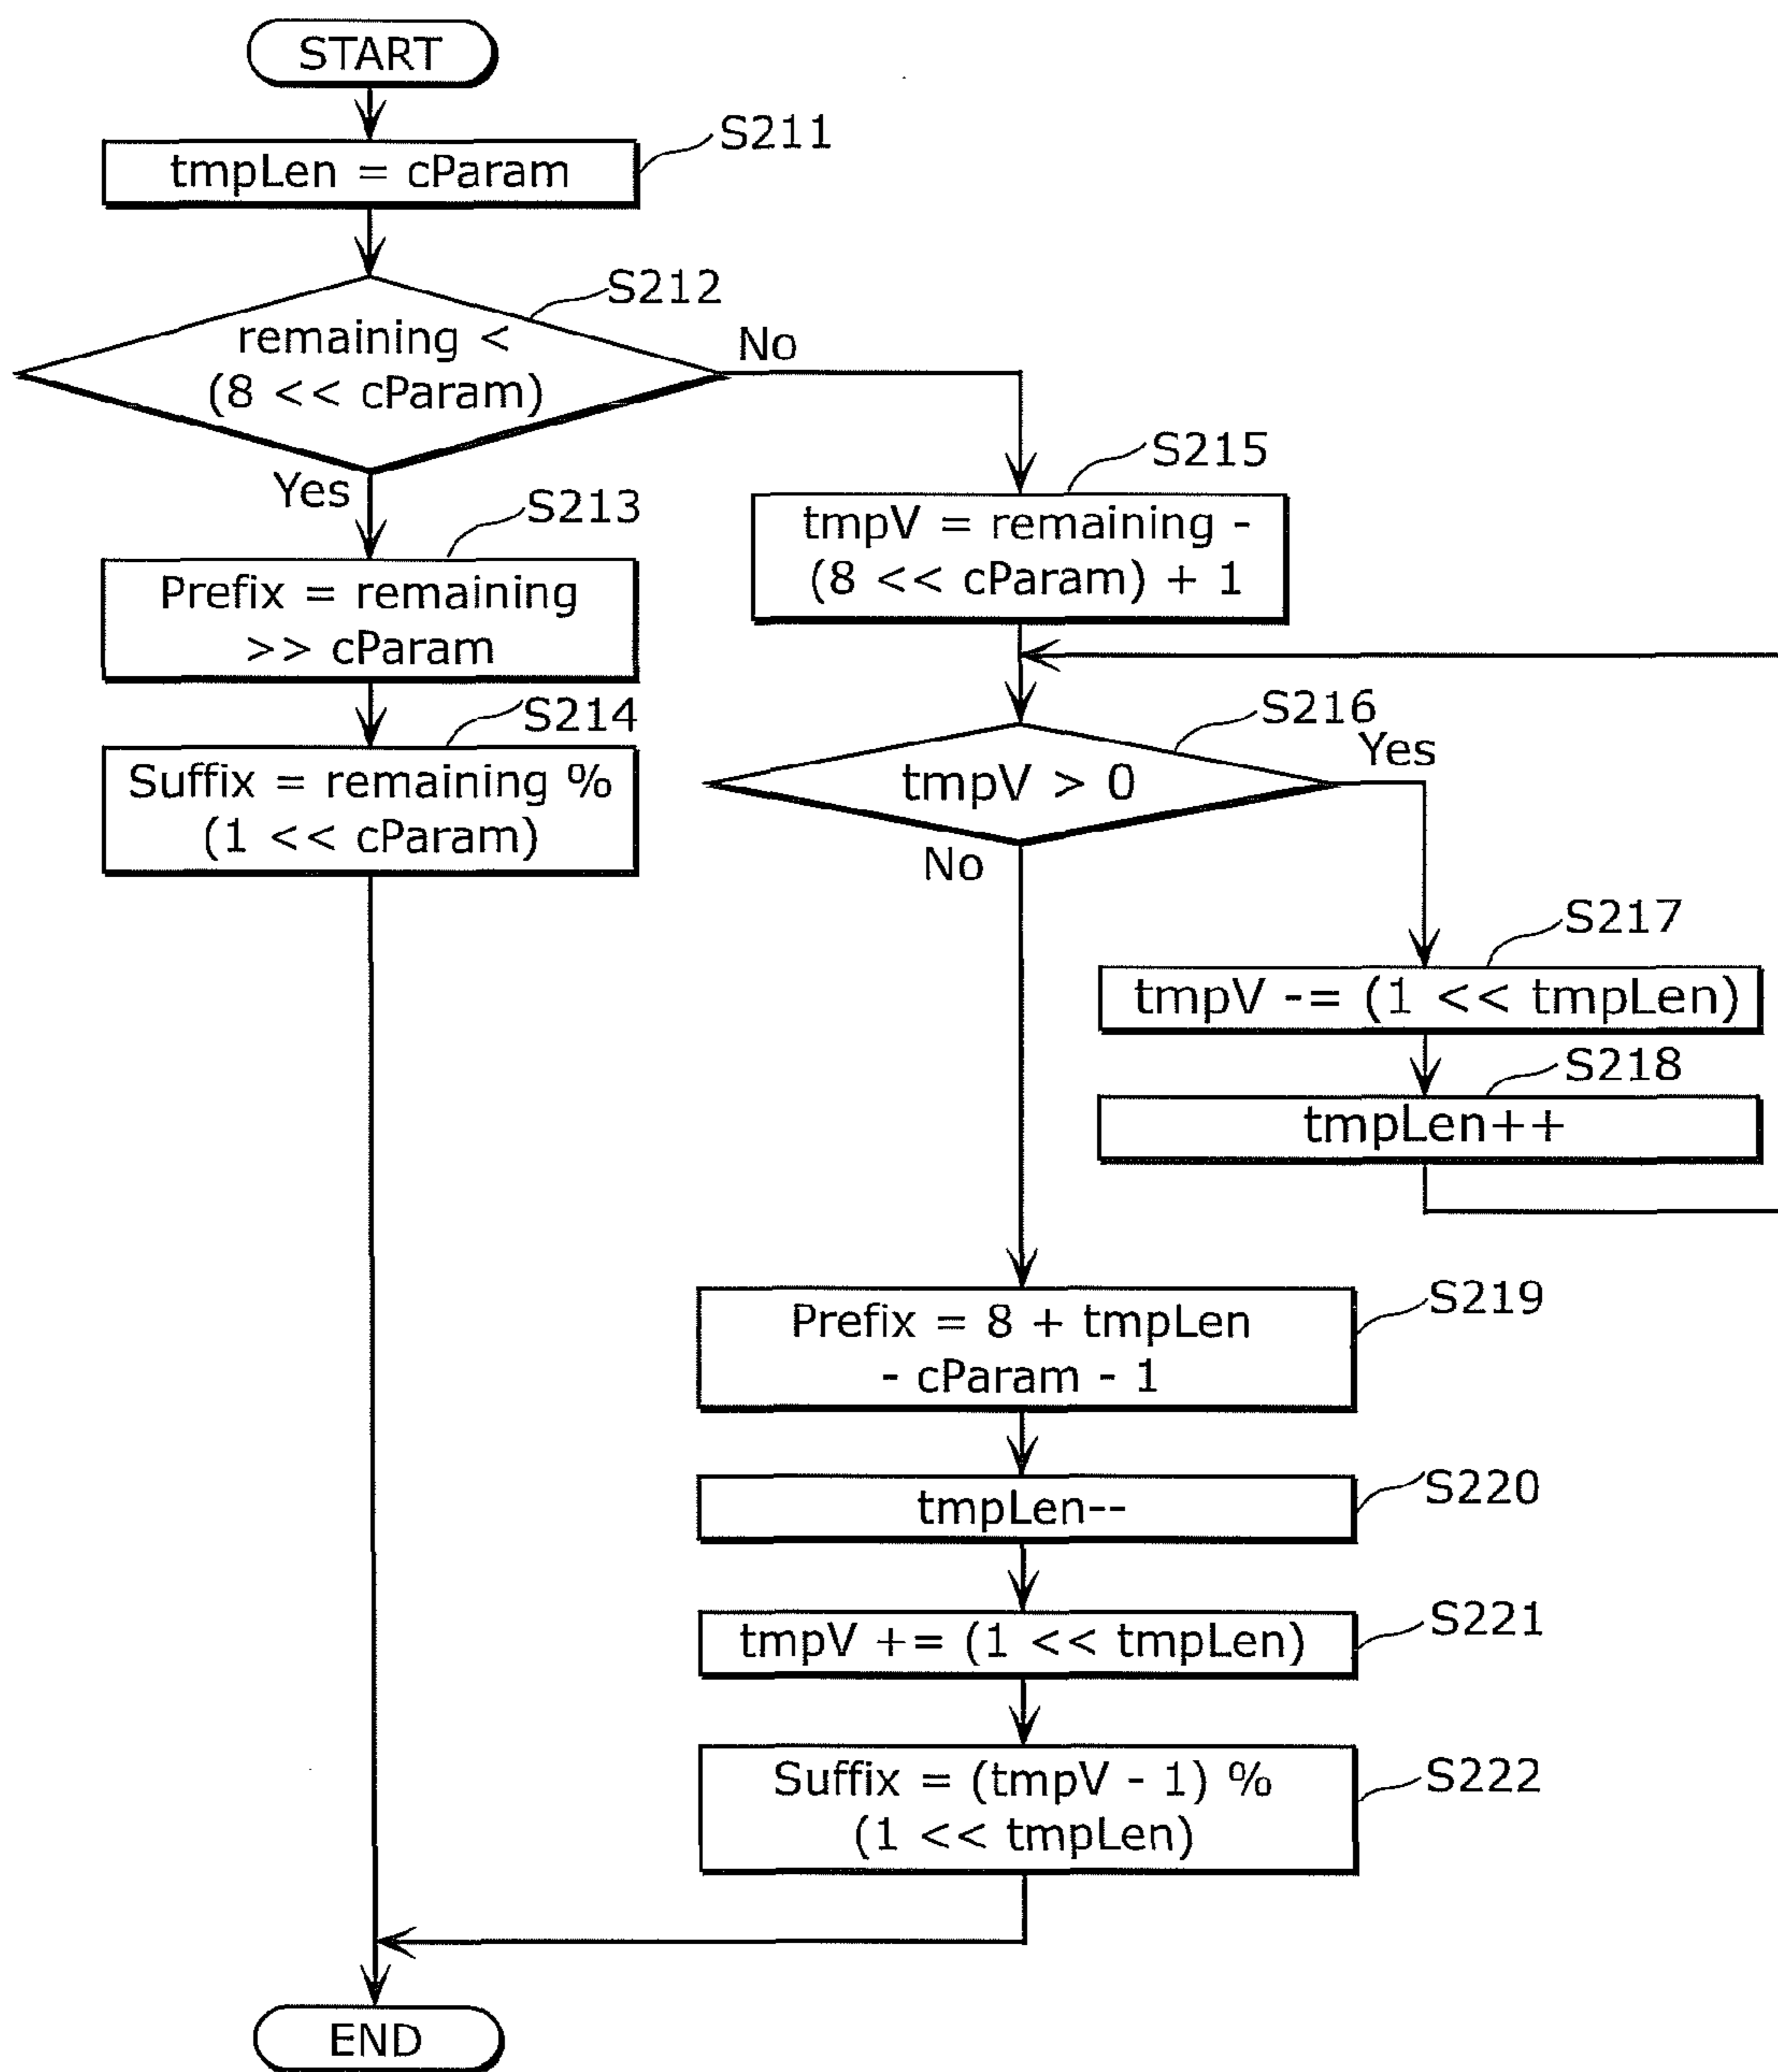 START
S211
tmpLen = cParam
S212
remaining <
(8 << cParam)
No
Yes
S213
Prefix = remaining
>> cParam
S214
Suffix = remaining %
(1 << cParam)
S215
tmpV = remaining -
(8 << cParam) + 1
S216
tmpV > 0
Yes
No
S217
tmpV -= (1 << tmpLen)
S218
tmpLen++
S219
Prefix = 8 + tmpLen
- cParam - 1
S220
tmpLen--
S221
tmpV += (1 << tmpLen)
S222
Suffix = (tmpV - 1) %
(1 << tmpLen)
END